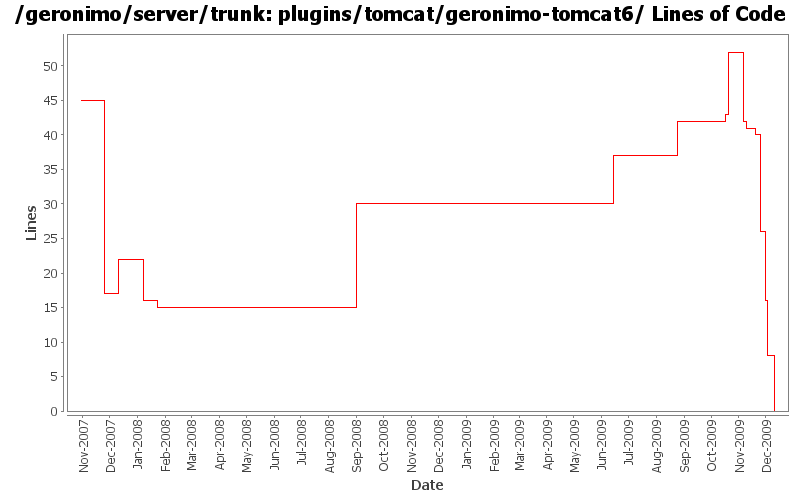 /geronimo/server/trunk: plugins/tomcat/geronimo-tomcat6/ Lines of Code
50
45
40
35
30
25
20
15
10
5
0
Lines
Nov-2007
Dec-2007
Jan-2008
Feb-2008
Mar-2008
Apr-2008
May-2008
Jun-2008
Jul-2008
Aug-2008
Sep-2008
Oct-2008
Nov-2008
Dec-2008
Jan-2009
Feb-2009
Mar-2009
Apr-2009
May-2009
Jun-2009
Jul-2009
Aug-2009
Sep-2009
Oct-2009
Nov-2009
Dec-2009
Date